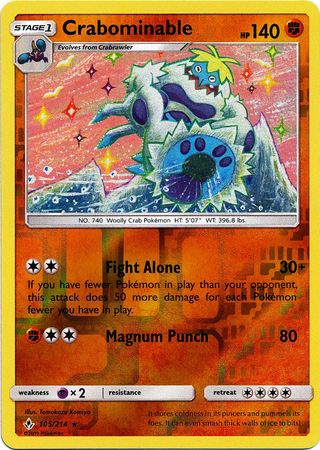 STAGE 1
Crabominable
HP 140
Evolves from Crabrawler
NO. 740 Woolly Crab Pokémon HT: 5'07" WT: 396.8 lbs.
Fight Alone 30+
If you have fewer Pokémon in play than your opponent,
this attack does 50 more damage for each Pokémon
fewer you have in play.
Magnum Punch 80
weakness × 2 resistance retreat
Illus. Tomokazu Komiya
105/214 ★
It stores coldness in its pincers and pummels its
foes. It can even smash thick walls of ice to bits!